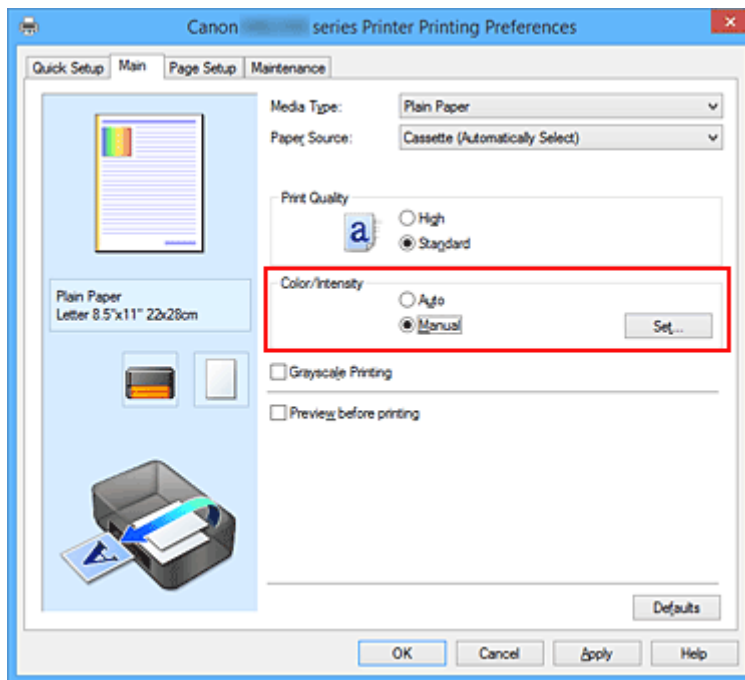 Canon series Printer Printing Preferences
Quick Setup Main Page Setup Maintenance
Media Type: Plain Paper
Paper Source: Cassette (Automatically Select)
Print Quality
a
High
Standard
Color/Intensity
Auto
Manual
Set...
Plain Paper
Letter 8.5"x11" 22x28cm
Grayscale Printing
Preview before printing
A
Defaults
OK Cancel Apply Help